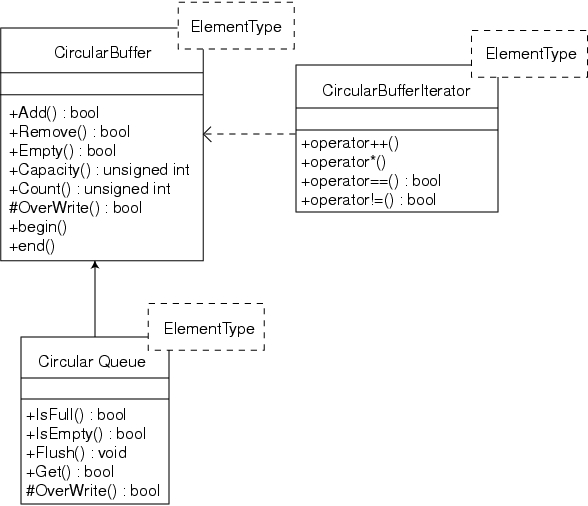 ElementType
CircularBuffer
+Add() : bool
+Remove() : bool
+Empty() : bool
+Capacity() : unsigned int
+Count() : unsigned int
#OverWrite() : bool
+begin()
+end()
ElementType
CircularBufferIterator
+operator++()
+operator*()
+operator==() : bool
+operator!=() : bool
ElementType
Circular Queue
+IsFull() : bool
+IsEmpty() : bool
+Flush() : void
+Get() : bool
#OverWrite() : bool